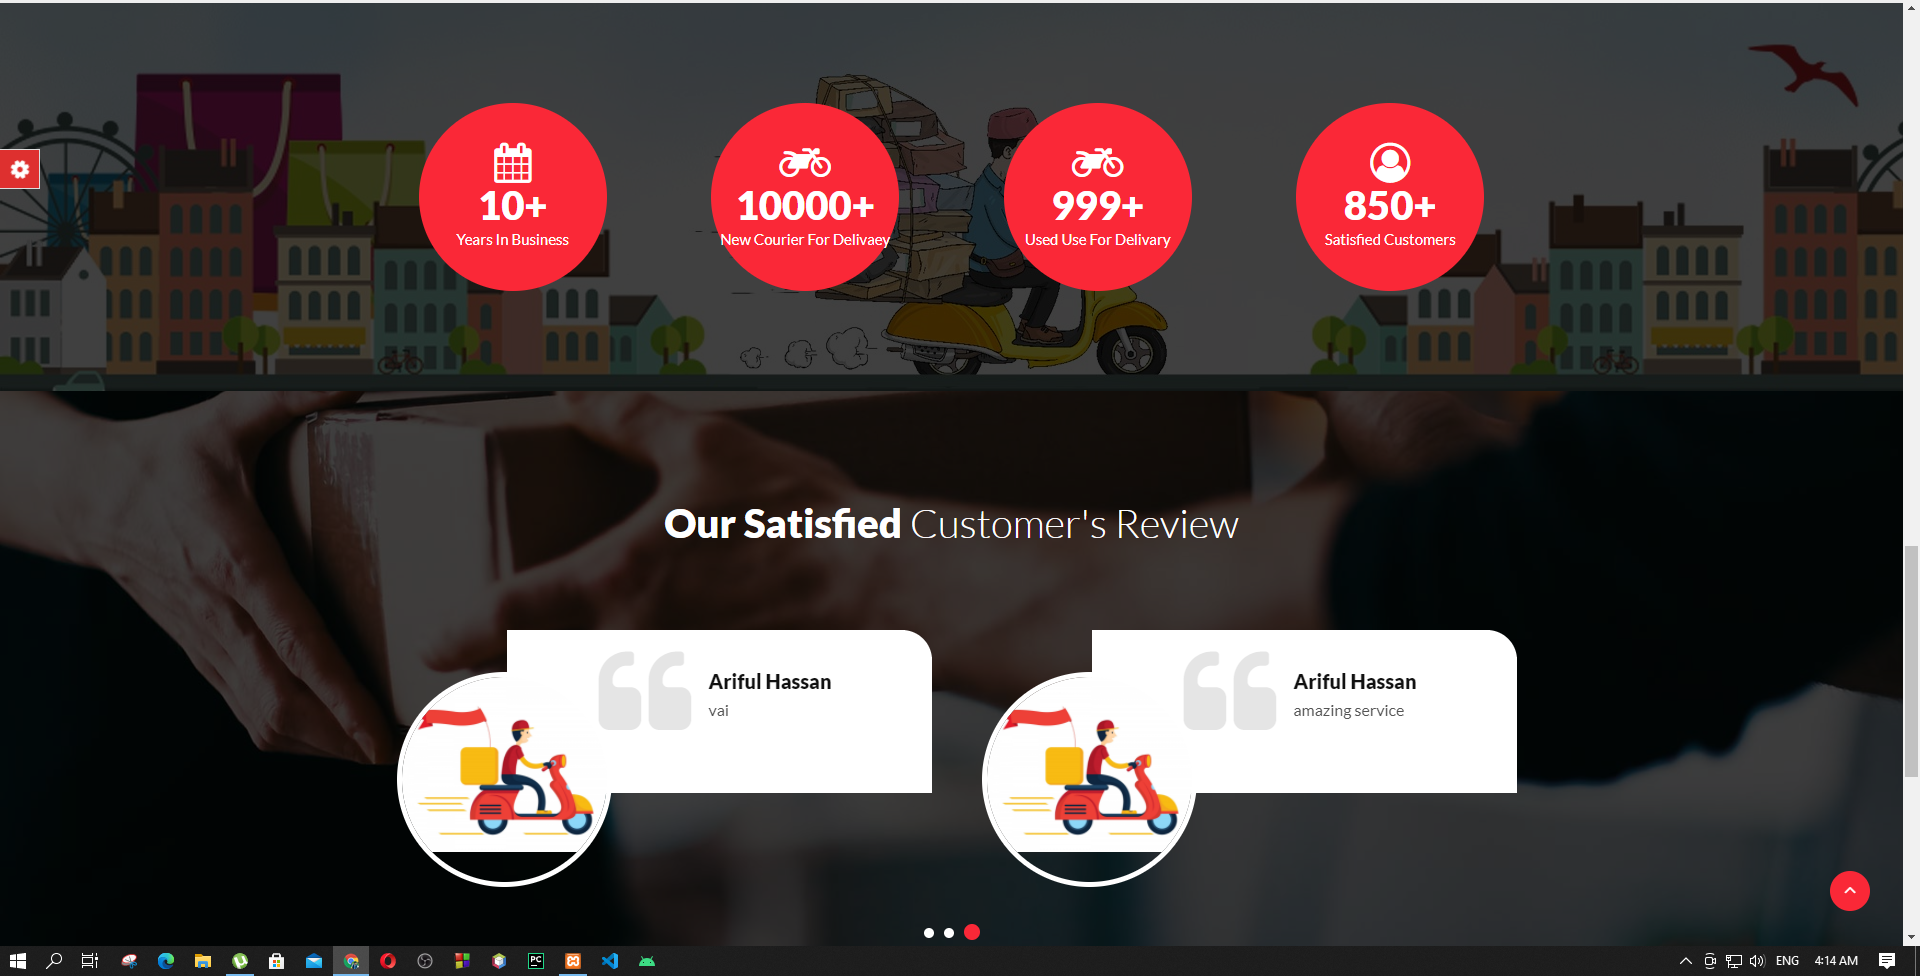 10+
Years In Business
10000+
New Courier For Delivaey
999+
Used Use For Delivary
850+
Satisfied Customers
Our Satisfied Customer's Review
Ariful Hassan
vai
Ariful Hassan
amazing service
PC
ENG
4:14 AM